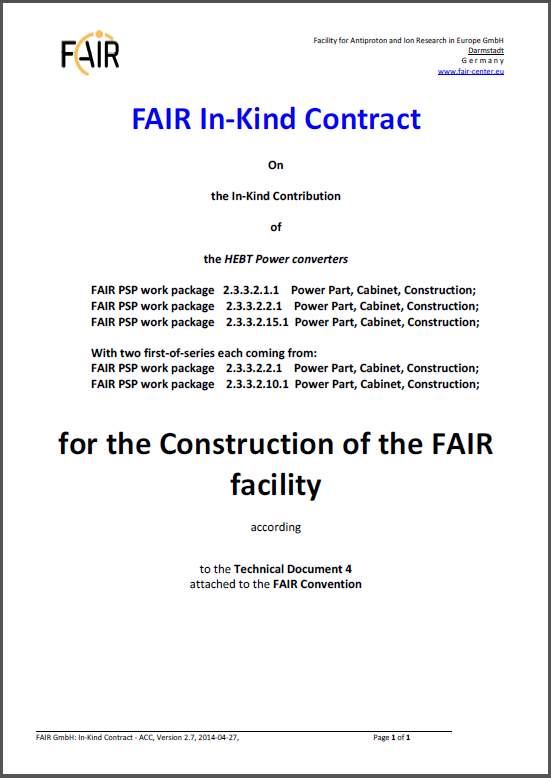 FAIR
Facility for Antiproton and Ion Research in Europe GmbH
Darmstadt
G e r m a n y
www.fair-center.eu
FAIR In-Kind Contract
On
the In-Kind Contribution
of
the HEBT Power converters
FAIR PSP work package 2.3.3.2.1.1 Power Part, Cabinet, Construction;
FAIR PSP work package 2.3.3.2.2.1 Power Part, Cabinet, Construction;
FAIR PSP work package 2.3.3.2.15.1 Power Part, Cabinet, Construction;
With two first-of-series each coming from:
FAIR PSP work package 2.3.3.2.2.1 Power Part, Cabinet, Construction;
FAIR PSP work package 2.3.3.2.10.1 Power Part, Cabinet, Construction;
for the Construction of the FAIR
facility
according
to the Technical Document 4
attached to the FAIR Convention
FAIR GmbH: In-Kind Contract - ACC, Version 2.7, 2014-04-27, Page 1 of 1